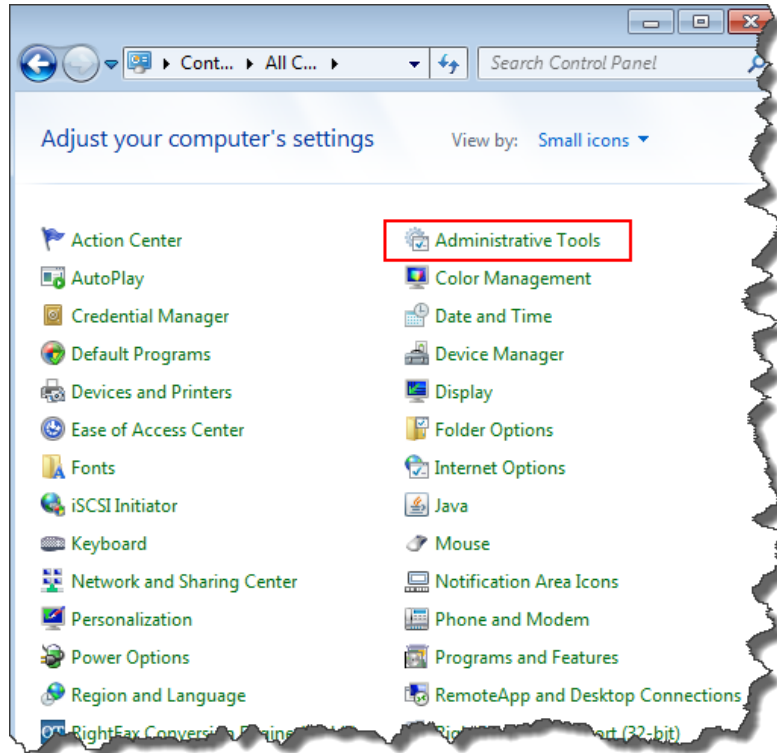 Cont... All C...
Search Control Panel
Adjust your computer's settings
View by: Small icons
Action Center
Administrative Tools
AutoPlay
Color Management
Credential Manager
Date and Time
Default Programs
Device Manager
Devices and Printers
Display
Ease of Access Center
Folder Options
Fonts
Internet Options
iSCSI Initiator
Java
Keyboard
Mouse
Network and Sharing Center
Notification Area Icons
Personalization
Phone and Modem
Power Options
Programs and Features
Region and Language
RemoteApp and Desktop Connections
RightFax Conversion Engine
(32-bit)